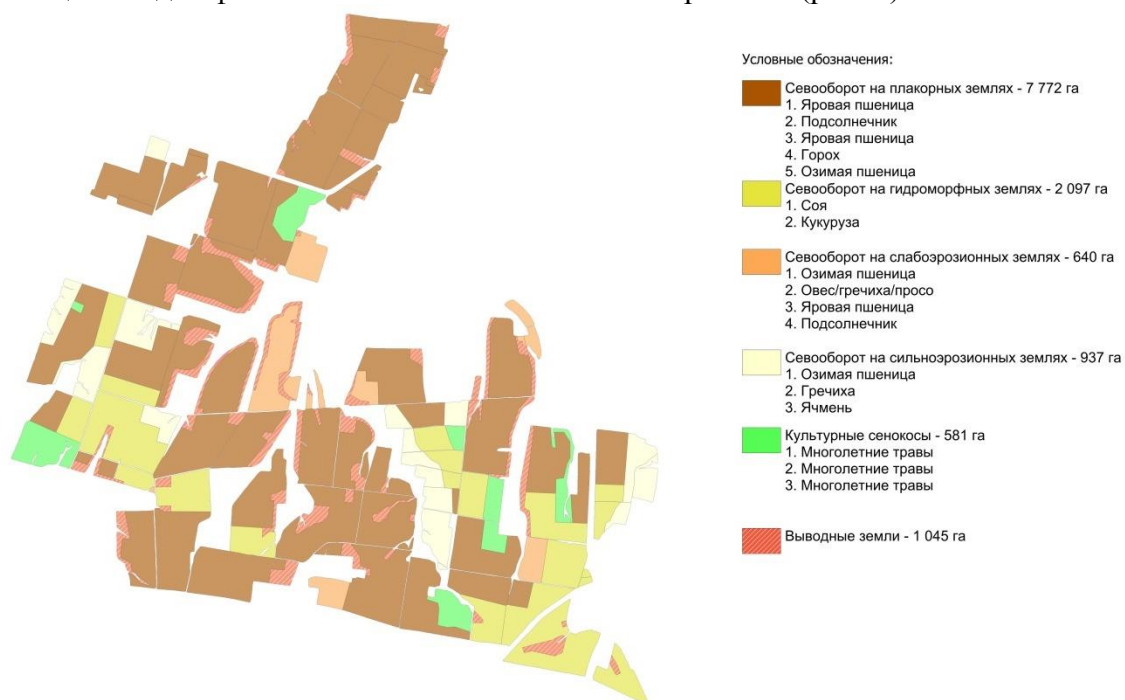 Условные обозначения:
Севооборот на плакорных землях - 7 772 га
1. Яровая пшеница
2. Подсолнечник
3. Яровая пшеница
4. Горох
5. Озимая пшеница
Севооборот на гидроморфных землях - 2 097 га
1. Соя
2. Кукуруза
Севооборот на слабоэрозионных землях - 640 га
1. Озимая пшеница
2. Овес/гречиха/просо
3. Яровая пшеница
4. Подсолнечник
Севооборот на сильноэрозионных землях - 937 га
1. Озимая пшеница
2. Гречиха
3. Ячмень
Культурные сенокосы - 581 га
1. Многолетние травы
2. Многолетние травы
3. Многолетние травы
Выводные земли - 1 045 га